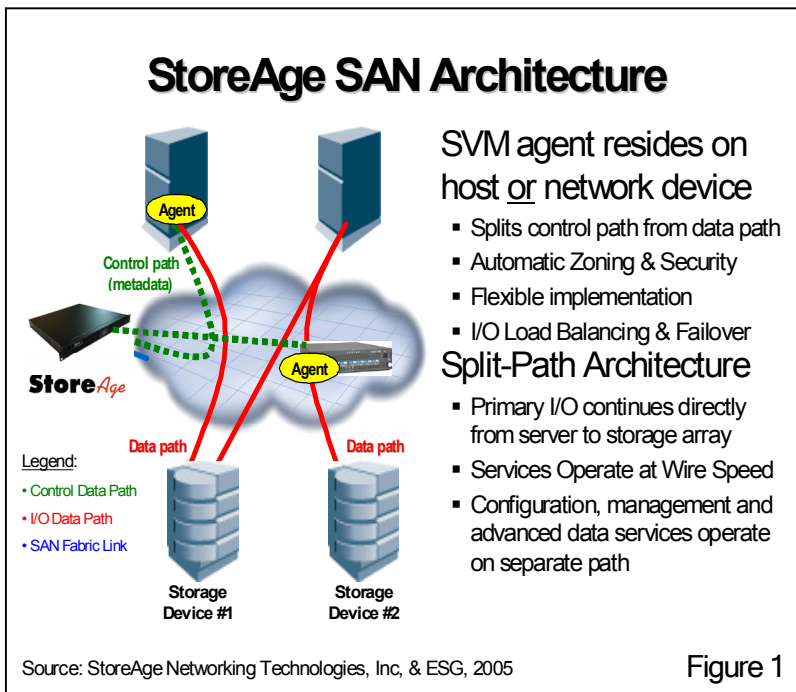 StoreAge SAN Architecture
Agent
Control path
(metadata)
StoreAge
Agent
Data path
Data path
Legend:
• Control Data Path
• I/O Data Path
• SAN Fabric Link
Storage
Device #1
Storage
Device #2
SVM agent resides on
host or network device
▪ Splits control path from data path
▪ Automatic Zoning & Security
▪ Flexible implementation
▪ I/O Load Balancing & Failover
Split-Path Architecture
▪ Primary I/O continues directly
from server to storage array
▪ Services Operate at Wire Speed
▪ Configuration, management and
advanced data services operate
on separate path
Source: StoreAge Networking Technologies, Inc, & ESG, 2005
Figure 1